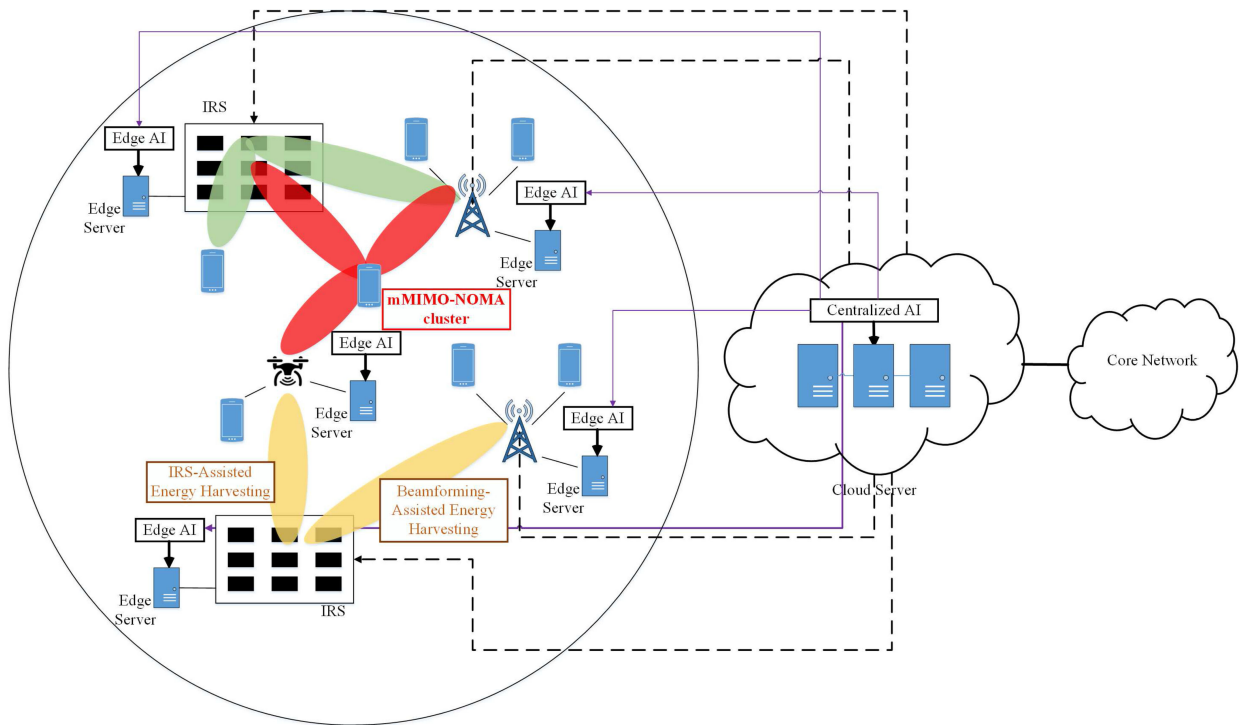 IRS
Edge AI
Edge
Server
Edge AI
Edge
Server
mMIMO-NOMA
cluster
Edge AI
Edge
Server
Centralized AI
Cloud Server
Core Network
Edge AI
Edge
Server
IRS-Assisted
Energy Harvesting
Beamforming-
Assisted Energy
Harvesting
Edge AI
Edge
Server
IRS